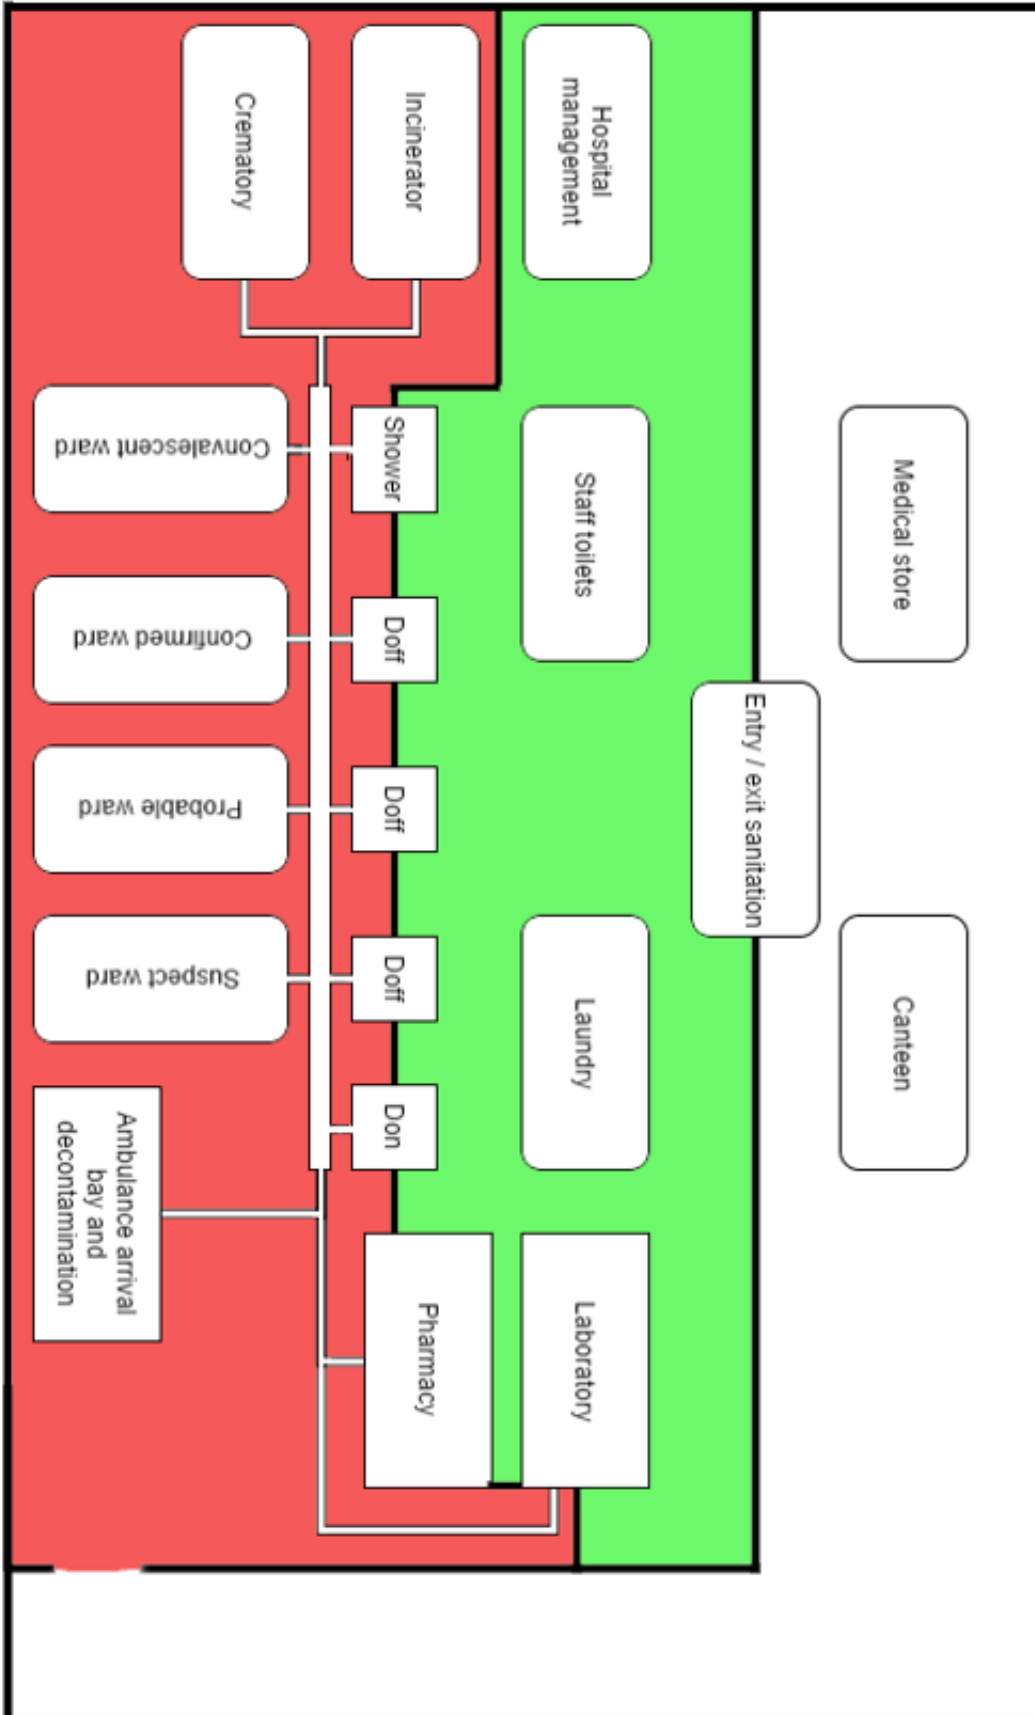 Crematory
Incinerator
Hospital
management
Convalescent ward
Shower
Staff toilets
Medical store
Confirmed ward
Doff
Entry / exit sanitation
Probable ward
Doff
Suspect ward
Doff
Laundry
Canteen
Don
Ambulance arrival
bay and
decontamination
Pharmacy
Laboratory